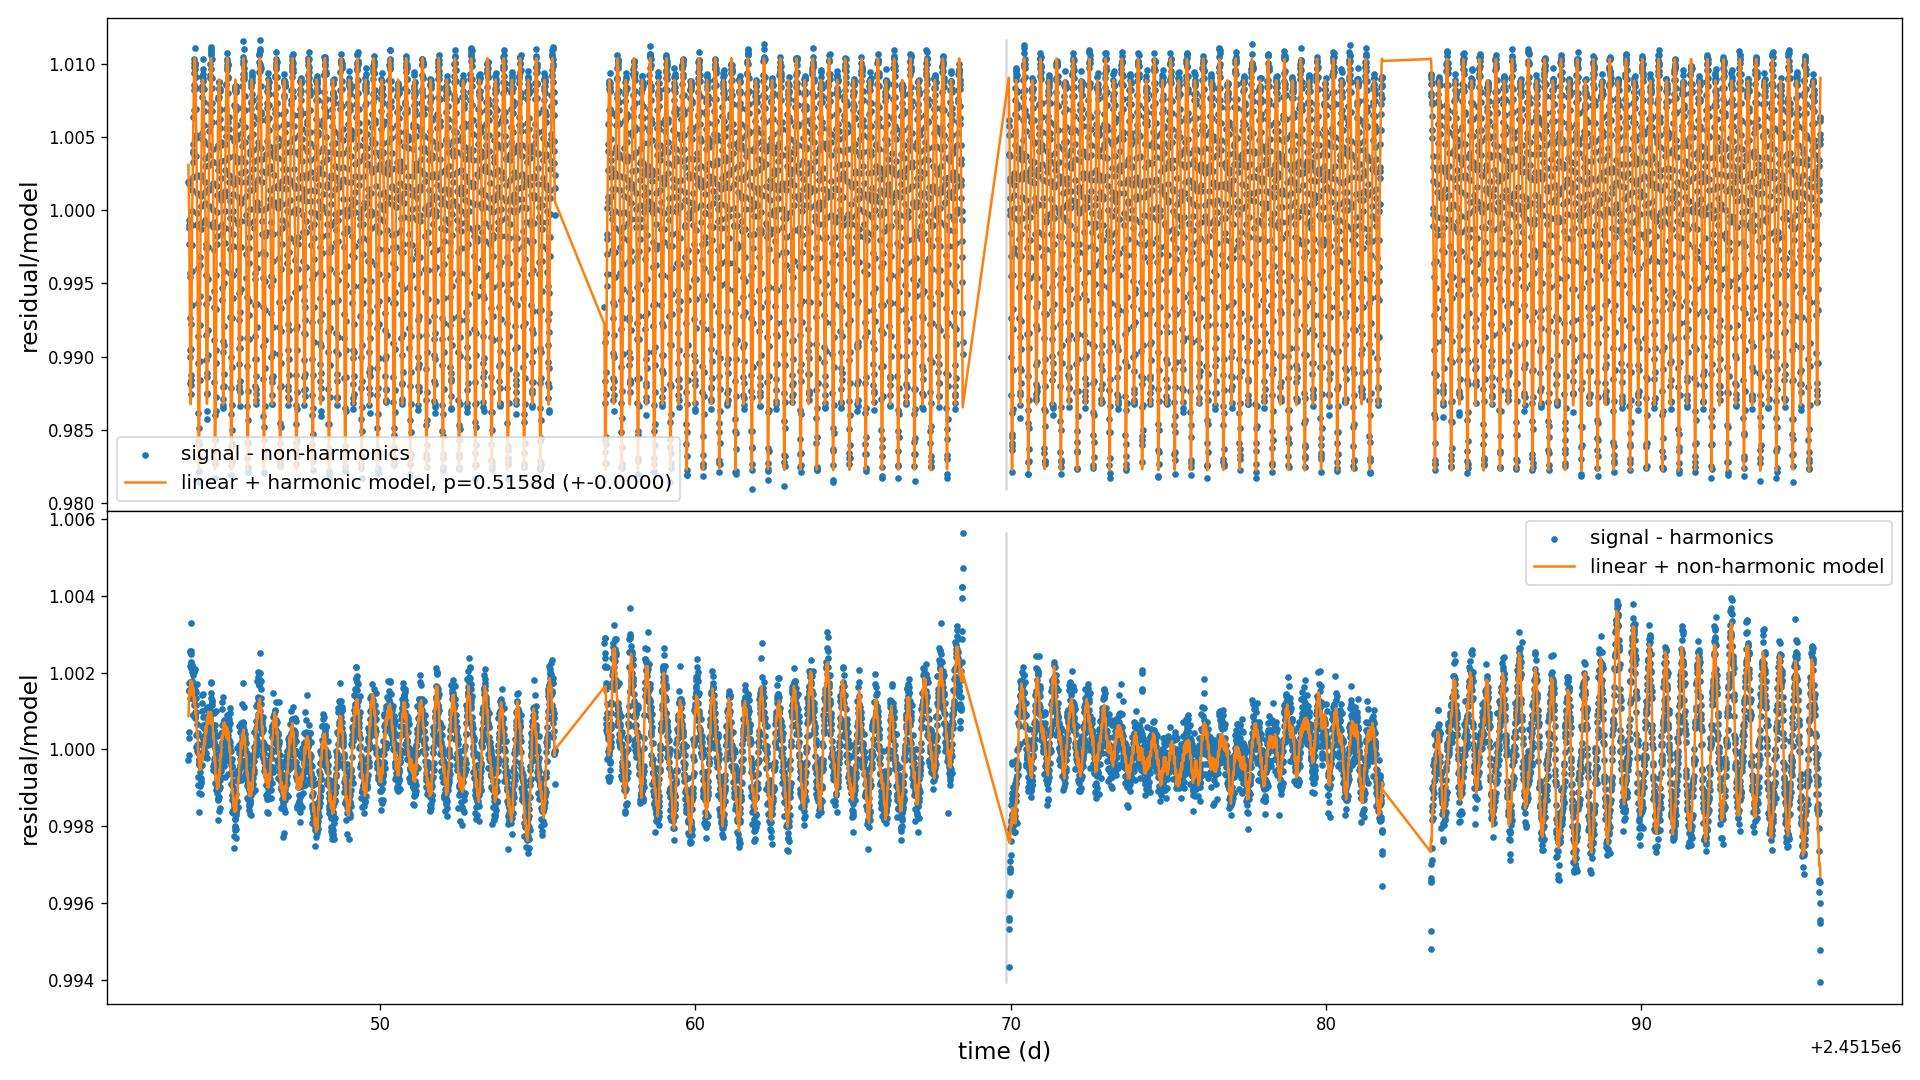 residual/model
1.010
1.005
1.000
0.995
0.990
0.985
0.980
signal - non-harmonics
linear + harmonic model, p=0.5158d (+-0.0000)
residual/model
1.006
1.004
1.002
1.000
0.998
0.996
0.994
signal - harmonics
linear + non-harmonic model
50 60 70 80 90
time (d)
+2.4515e6